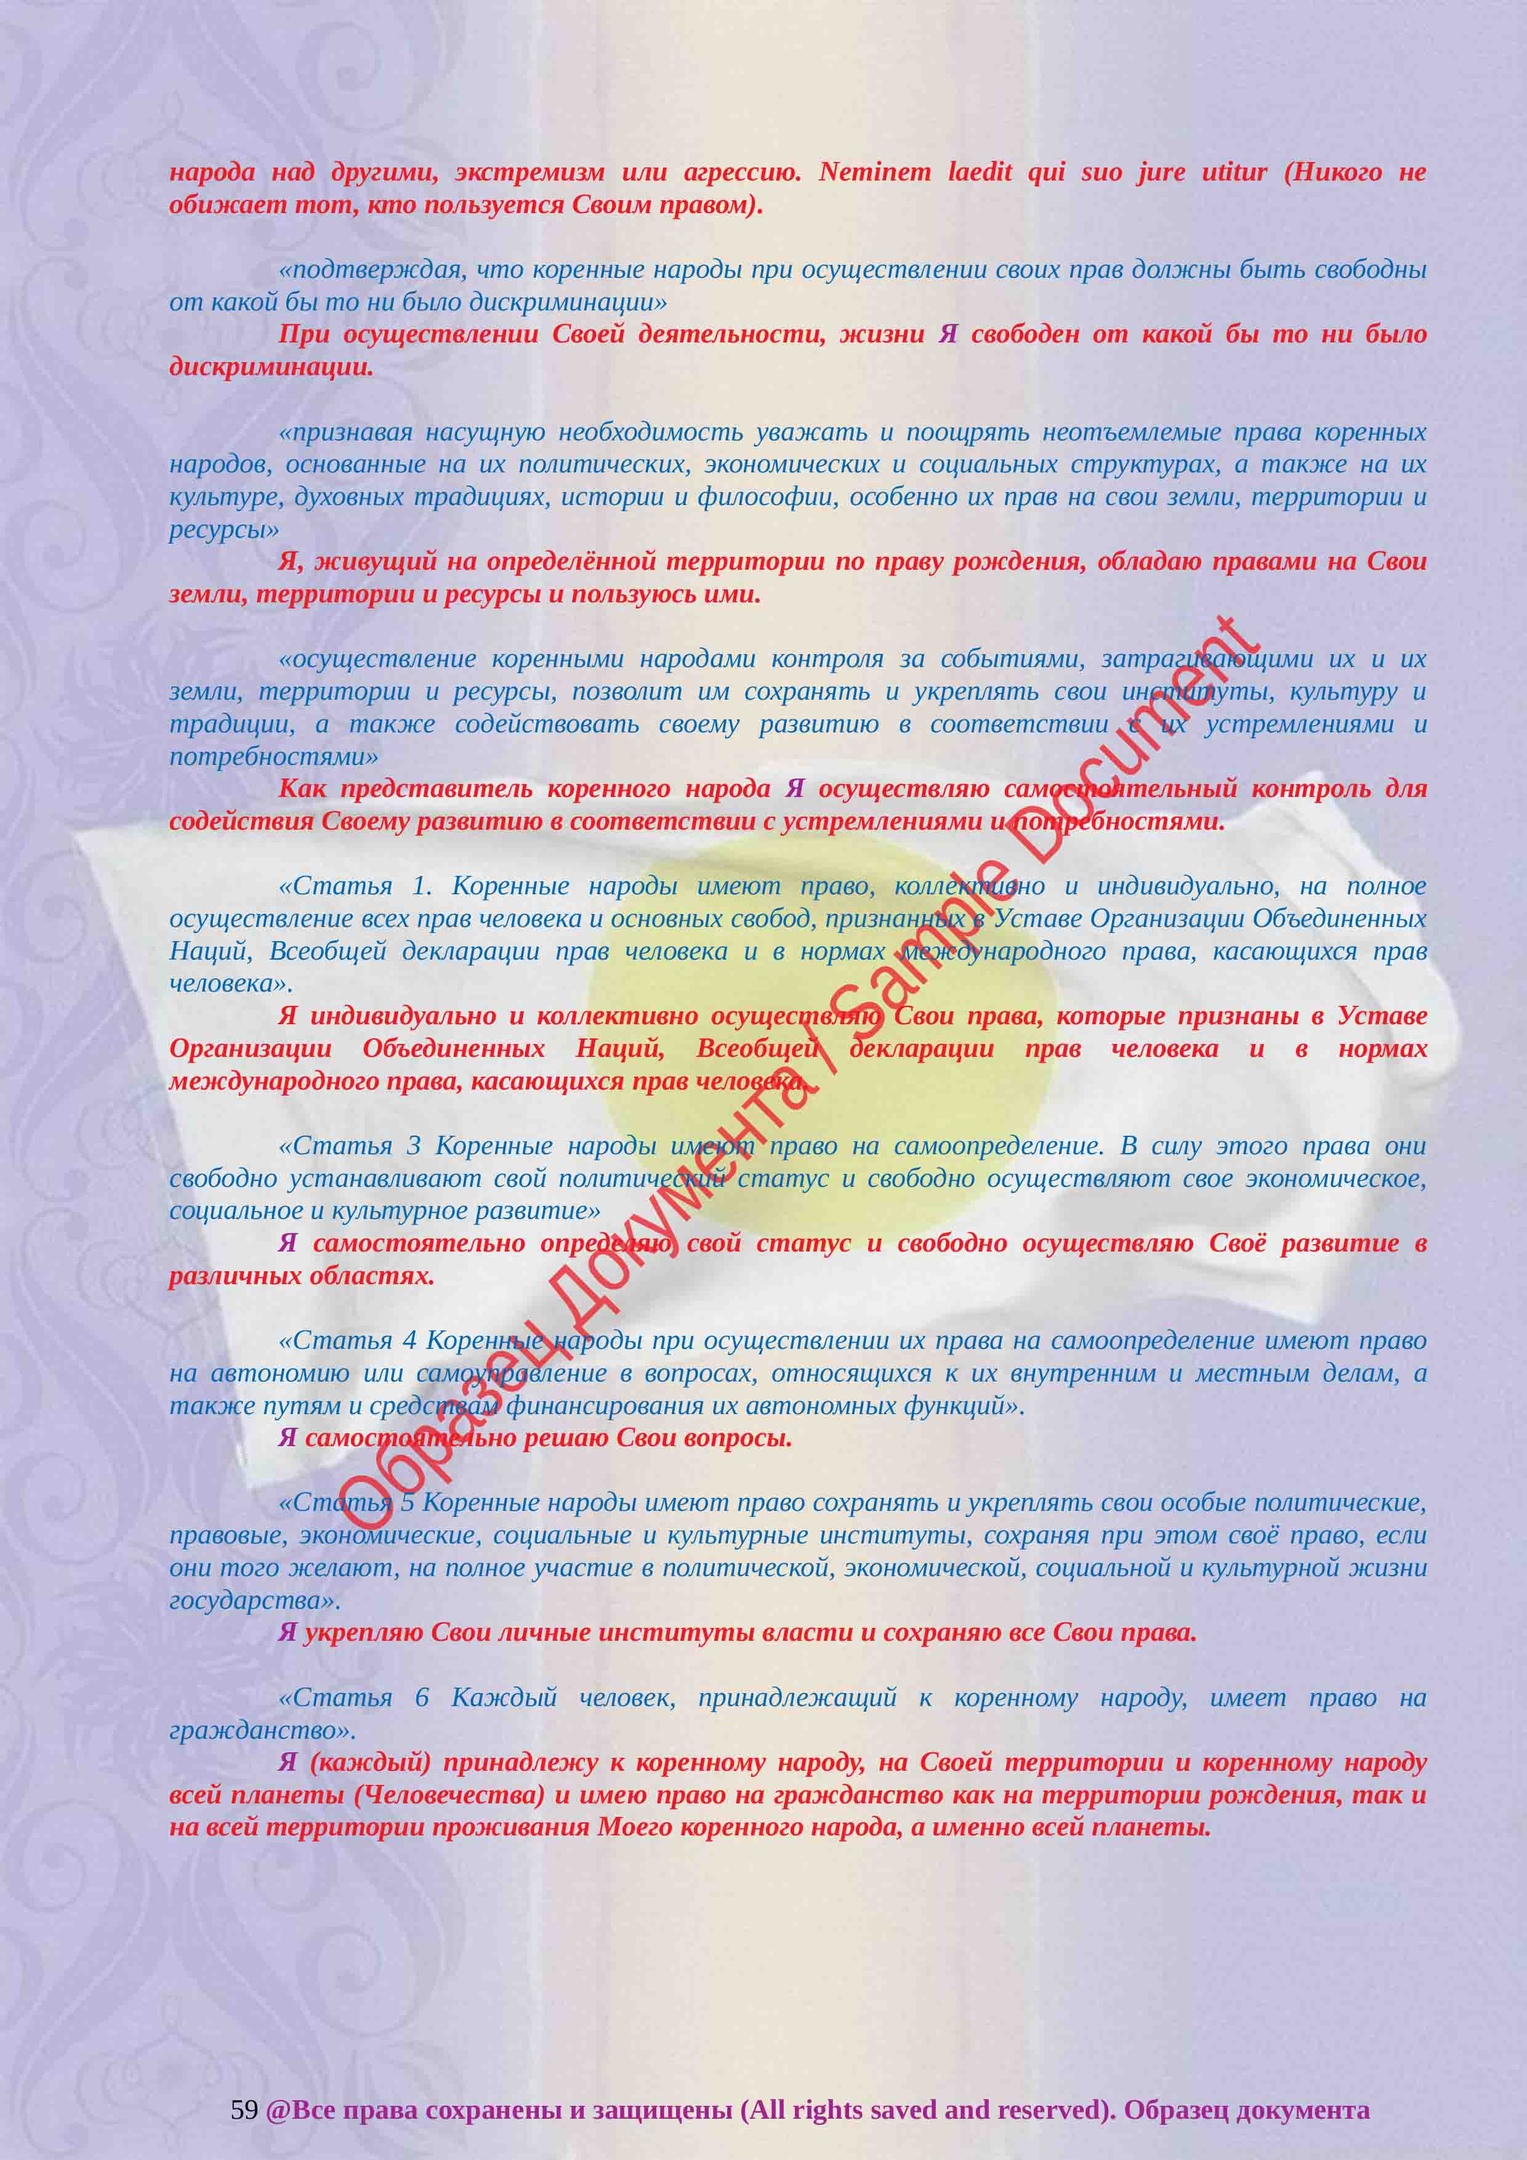 народа над другими, экстремизм или агрессию. Neminem laedit qui suo jure utitur (Никого не
обижает тот, кто пользуется Своим правом).
«подтверждая, что коренные народы при осуществлении своих прав должны быть свободны
от какой бы то ни было дискриминации»
При осуществлении Своей деятельности, жизни Я свободен от какой бы то ни было
дискриминации.
«признавая насущную необходимость уважать и поощрять неотъемлемые права коренных
народов, основанные на их политических, экономических и социальных структурах, а также на их
культуре, духовных традициях, истории и философии, особенно их прав на свои земли, территории и
ресурсы»
Я, живущий на определённой территории по праву рождения, обладаю правами на Свои
земли, территории и ресурсы и пользуюсь ими.
«осуществление коренными народами контроля за событиями, затрагивающими их и их
земли, территории и ресурсы, позволит им сохранять и укреплять свои институты, культуру и
традиции, а также содействовать своему развитию в соответствии с их устремлениями и
потребностями»
Как представитель коренного народа Я осуществляю самостоятельный контроль для
содействия Своему развитию в соответствии с устремлениями и потребностями.
«Статья 1. Коренные народы имеют право, коллективно и индивидуально, на полное
осуществление всех прав человека и основных свобод, признанных в Уставе Организации Объединенных
Наций, Всеобщей декларации прав человека и в нормах международного права, касающихся прав
человека».
Я индивидуально и коллективно осуществляю Свои права, которые признаны в Уставе
Организации Объединенных Наций, Всеобщей декларации прав человека и в нормах
международного права, касающихся прав человека.
«Статья 3 Коренные народы имеют право на самоопределение. В силу этого права они
свободно устанавливают свой политический статус и свободно осуществляют свое экономическое,
социальное и культурное развитие»
Я самостоятельно определяю свой статус и свободно осуществляю Своё развитие в
различных областях.
«Статья 4 Коренные народы при осуществлении их права на самоопределение имеют право
на автономию или самоуправление в вопросах, относящихся к их внутренним и местным делам, а
также путям и средствам финансирования их автономных функций».
Я самостоятельно решаю Свои вопросы.
«Статья 5 Коренные народы имеют право сохранять и укреплять свои особые политические,
правовые, экономические, социальные и культурные институты, сохраняя при этом своё право, если
они того желают, на полное участие в политической, экономической, социальной и культурной жизни
государства».
Я укрепляю Свои личные институты власти и сохраняю все Свои права.
«Статья 6 Каждый человек, принадлежащий к коренному народу, имеет право на
гражданство».
Я (каждый) принадлежу к коренному народу, на Своей территории и коренному народу
всей планеты (Человечества) и имею право на гражданство как на территории рождения, так и
на всей территории проживания Моего коренного народа, а именно всей планеты.
Образец Документа / Sample Document
59 @Все права сохранены и защищены (All rights saved and reserved). Образец документа